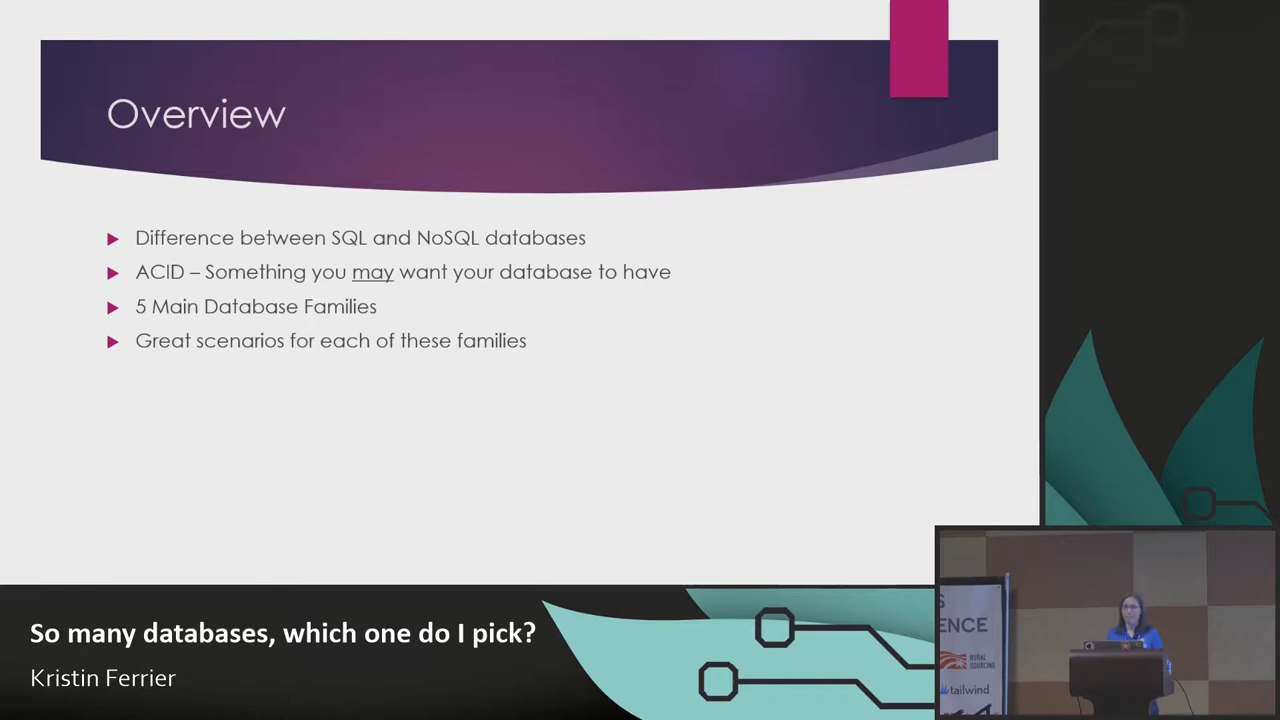 Overview
Difference between SQL and NoSQL databases
ACID – Something you may want your database to have
5 Main Database Families
Great scenarios for each of these families
So many databases, which one do I pick?
Kristin Ferrier
S
ENCE
RURAL
SOURCING
tailwind